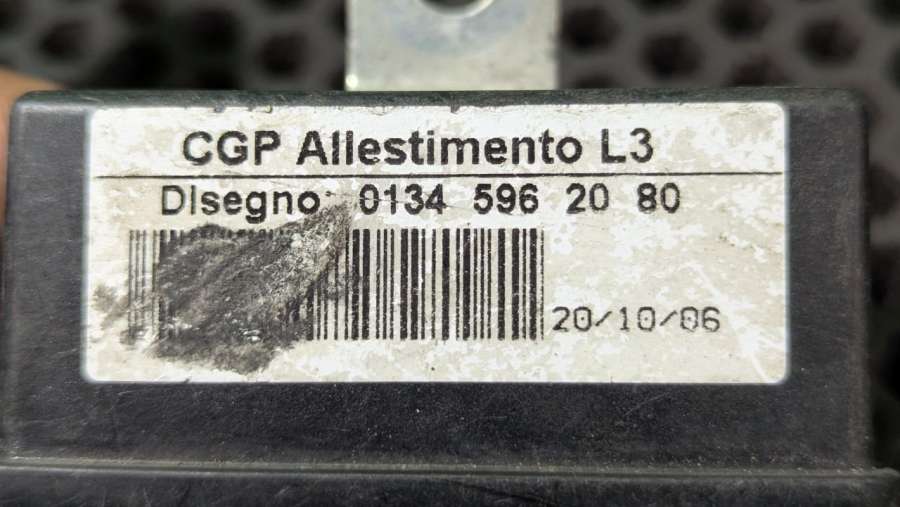 CGP Allestimento L3
Disegno 0134 596 20 80
20/10/06